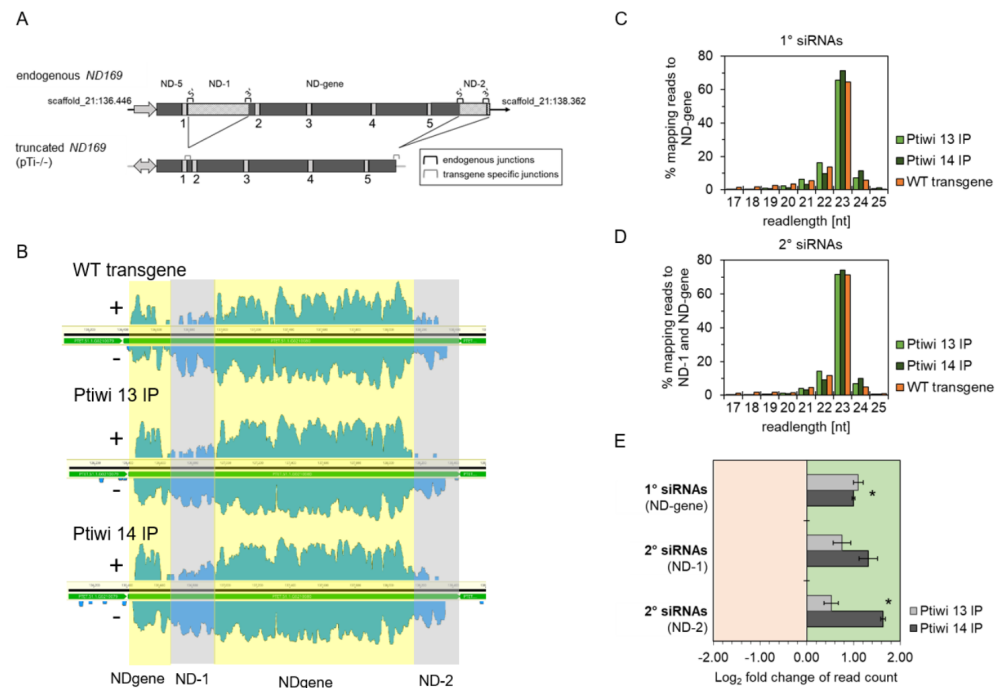 A
endogenous ND169
ND-5 ND-1 ND-gene ND-2
scaffold_21:136.446
scaffold_21:138.362
1 2 3 4 5
truncated ND169
(pTi-/-)
1 2 3 4 5
endogenous junctions
transgene specific junctions
B
WT transgene
+
-
Ptiwi 13 IP
+
-
Ptiwi 14 IP
+
-
NDgene ND-1 NDgene ND-2
C
1° siRNAs
% mapping reads to
ND-gene
80
60
40
20
0
17 18 19 20 21 22 23 24 25
readlength [nt]
Ptiwi 13 IP
Ptiwi 14 IP
WT transgene
D
2° siRNAs
% mapping reads to
ND-1 and ND-gene
80
60
40
20
0
17 18 19 20 21 22 23 24 25
readlength [nt]
Ptiwi 13 IP
Ptiwi 14 IP
WT transgene
E
1° siRNAs
(ND-gene)
*
2° siRNAs
(ND-1)
2° siRNAs
(ND-2)
*
Ptiwi 13 IP
Ptiwi 14 IP
-2.00 -1.00 0.00 1.00 2.00
Log2 fold change of read count